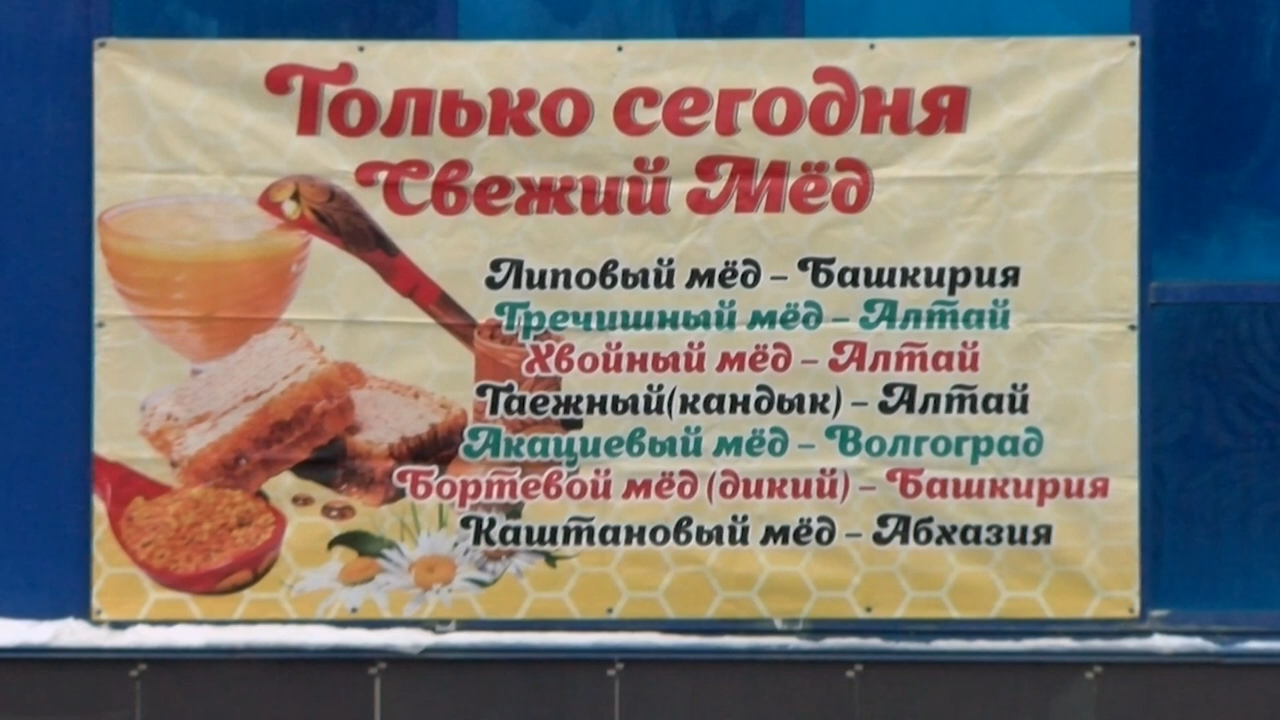 Только сегодня
Свежий Мёд
Липовый мёд – Башкирия
Гречишный мёд – Алтай
Хвойный мёд – Алтай
Таежный(кандык) – Алтай
Акациевый мёд – Волгоград
Бортевой мёд (дикий) – Башкирия
Каштановый мёд – Абхазия